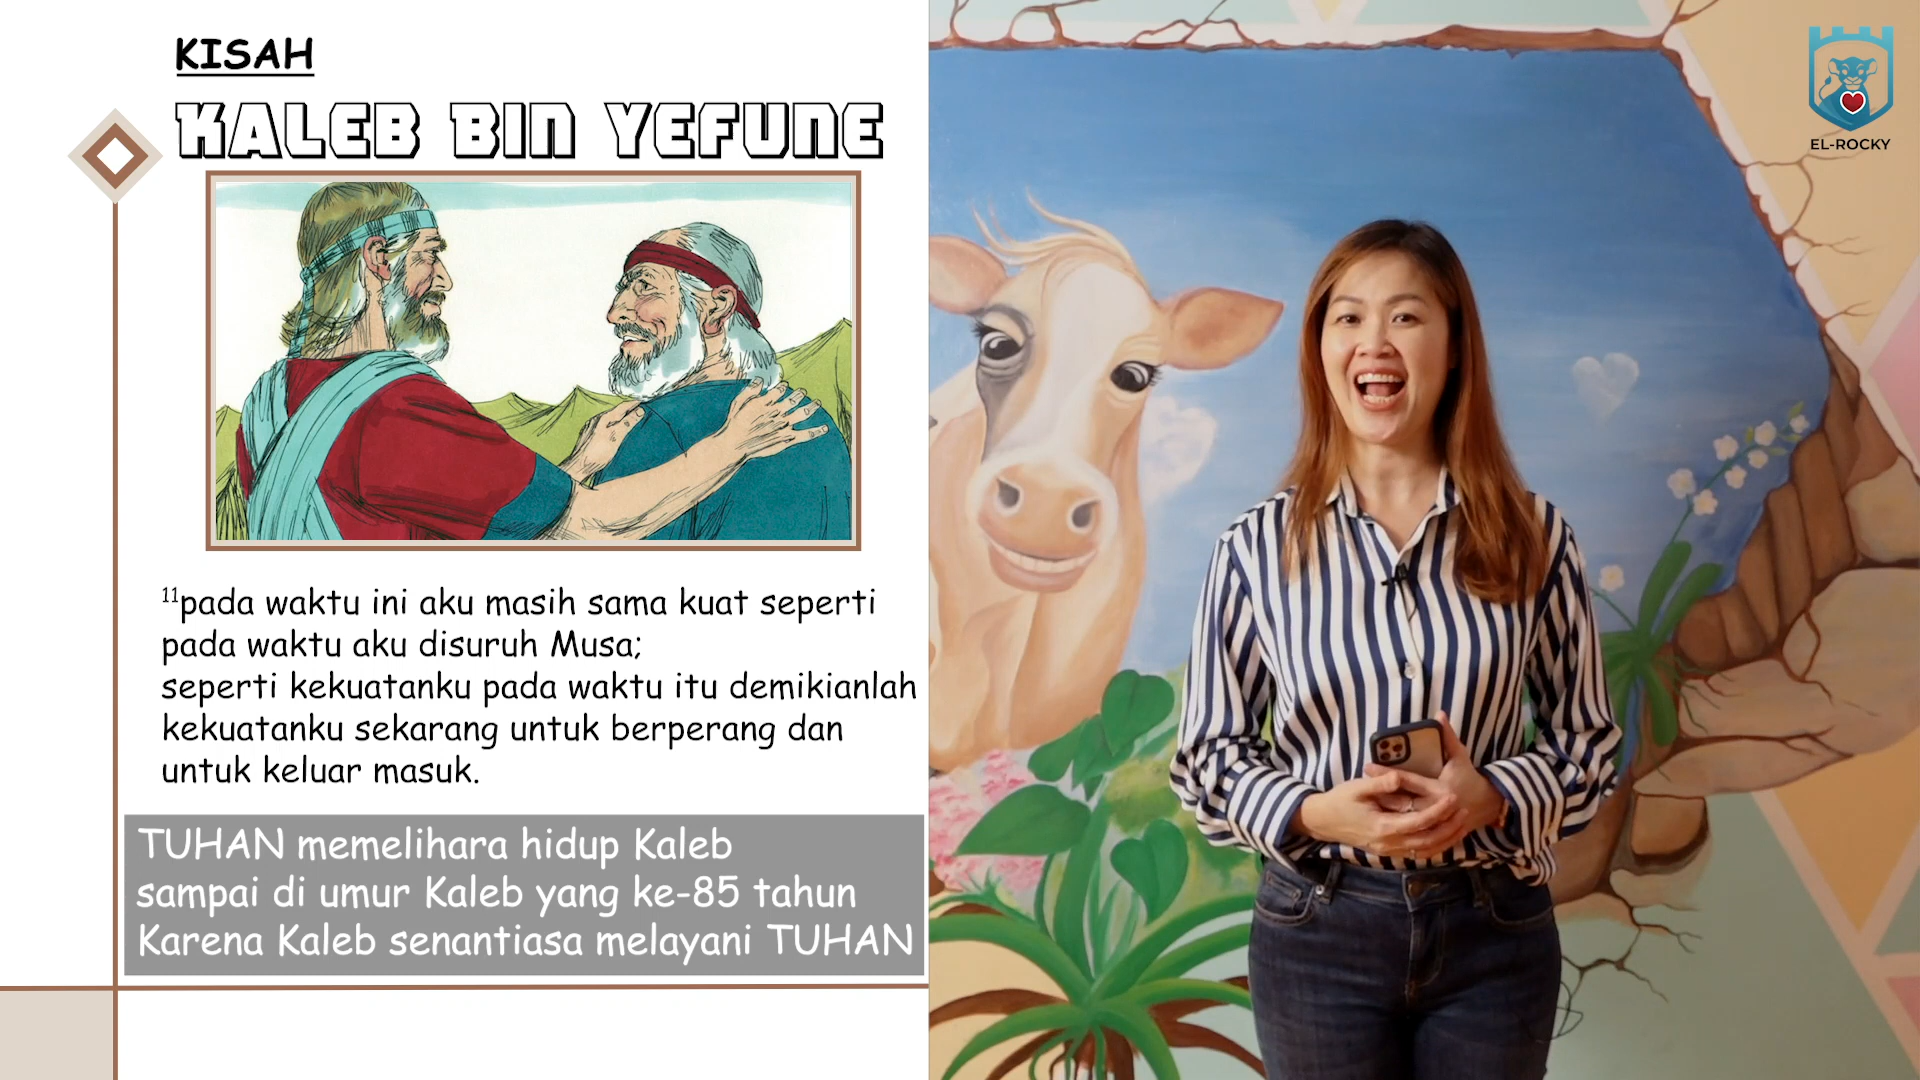 KISAH
KALEB BIN YEFUNE
¹¹pada waktu ini aku masih sama kuat seperti
pada waktu aku disuruh Musa;
seperti kekuatanku pada waktu itu demikianlah
kekuatanku sekarang untuk berperang dan
untuk keluar masuk.
TUHAN memelihara hidup Kaleb
sampai di umur Kaleb yang ke-85 tahun
Karena Kaleb senantiasa melayani TUHAN
EL-ROCKY